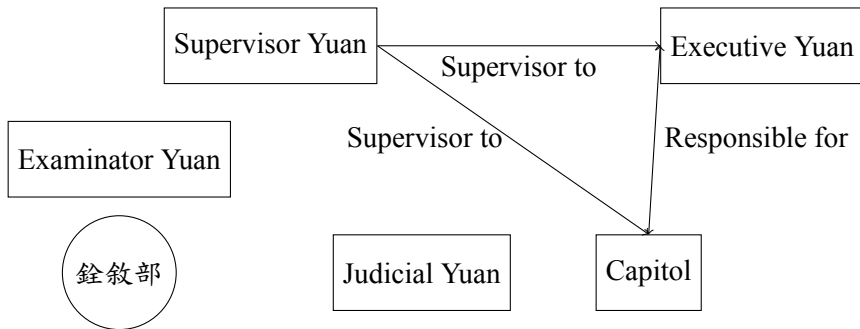 Supervisor Yuan
Executive Yuan
Supervisor to
Supervisor to
Responsible for
Examinator Yuan
銓敘部
Judicial Yuan
Capitol